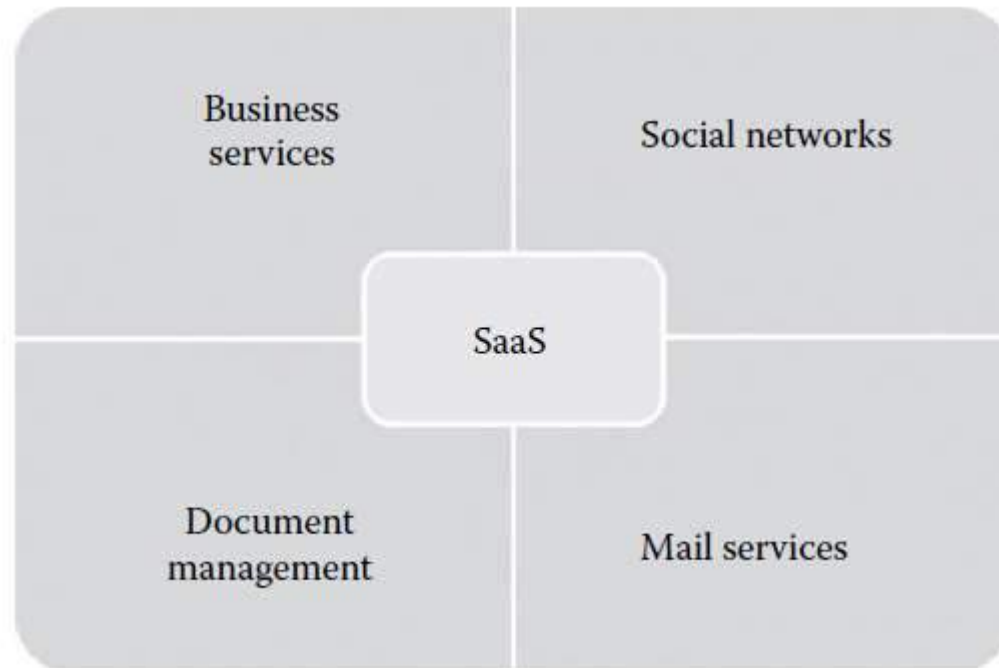 Business
services
Social networks
SaaS
Document
management
Mail services